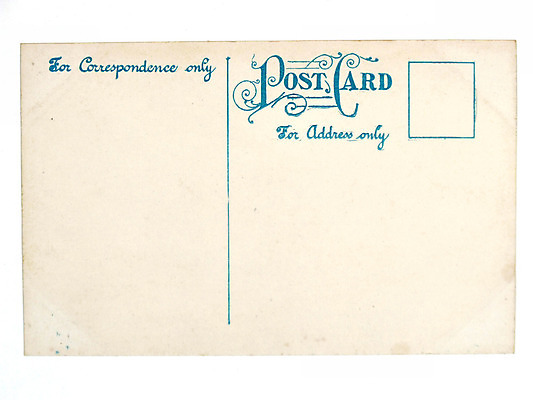 For Correspondence only
POST CARD
For Address only